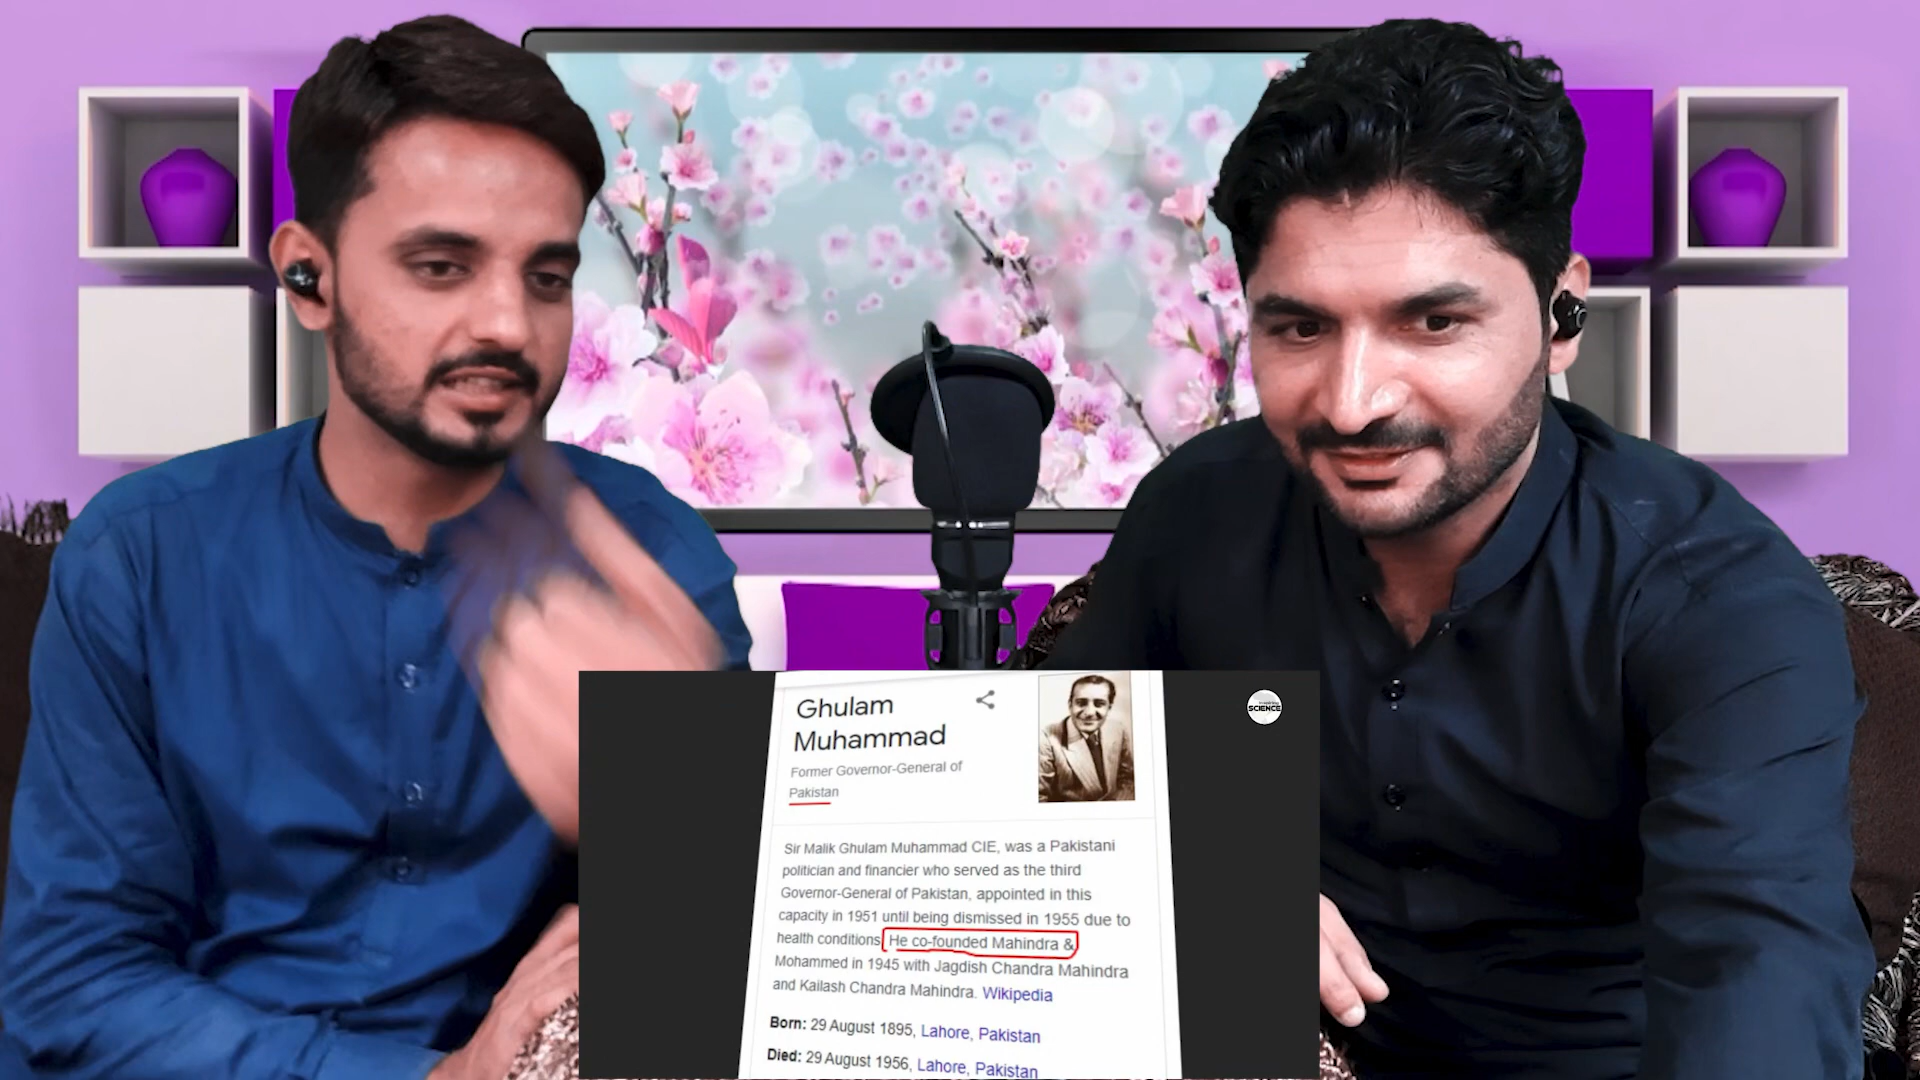 Ghulam
Muhammad
Former Governor-General of
Pakistan
SCIENCE
Sir Malik Ghulam Muhammad CIE, was a Pakistani
politician and financier who served as the third
Governor-General of Pakistan, appointed in this
capacity in 1951 until being dismissed in 1955 due to
health conditions. He co-founded Mahindra &
Mohammed in 1945 with Jagdish Chandra Mahindra
and Kailash Chandra Mahindra. Wikipedia
Born: 29 August 1895, Lahore, Pakistan
Died: 29 August 1956, Lahore, Pakistan